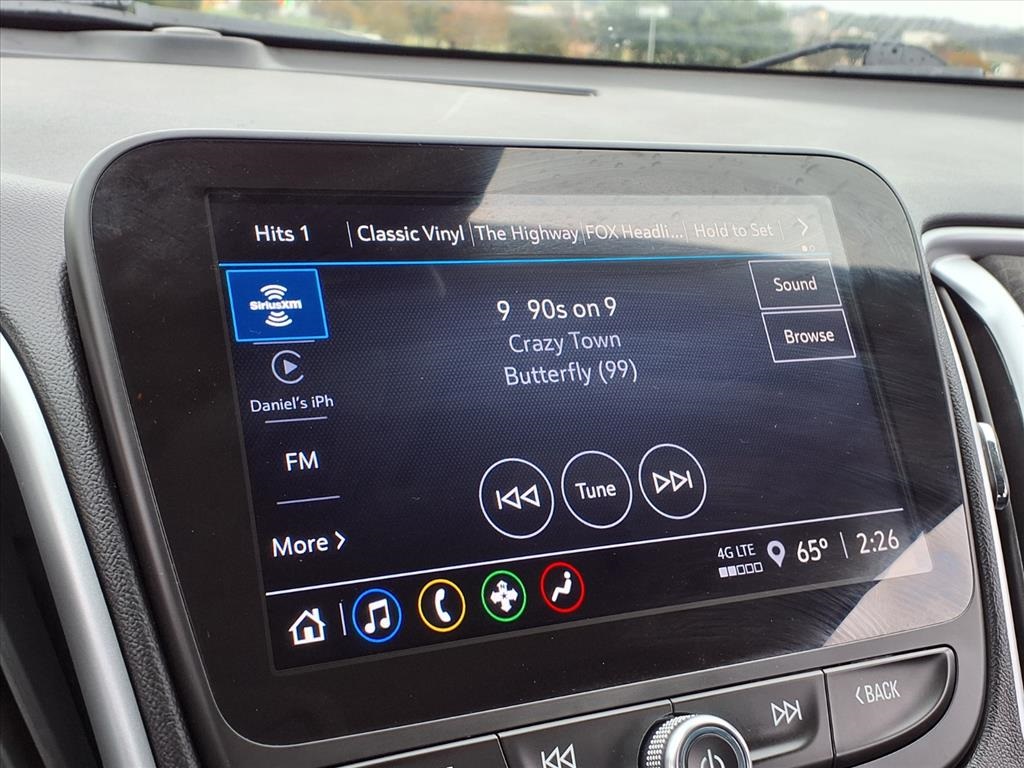 Hits 1 Classic Vinyl The Highway FOX Headli... Hold to Set
SiriusXM
9 90s on 9
Crazy Town
Butterfly (99)
Sound
Browse
Daniel's iPh
FM
More
Tune
4G LTE
65° 2:26
BACK